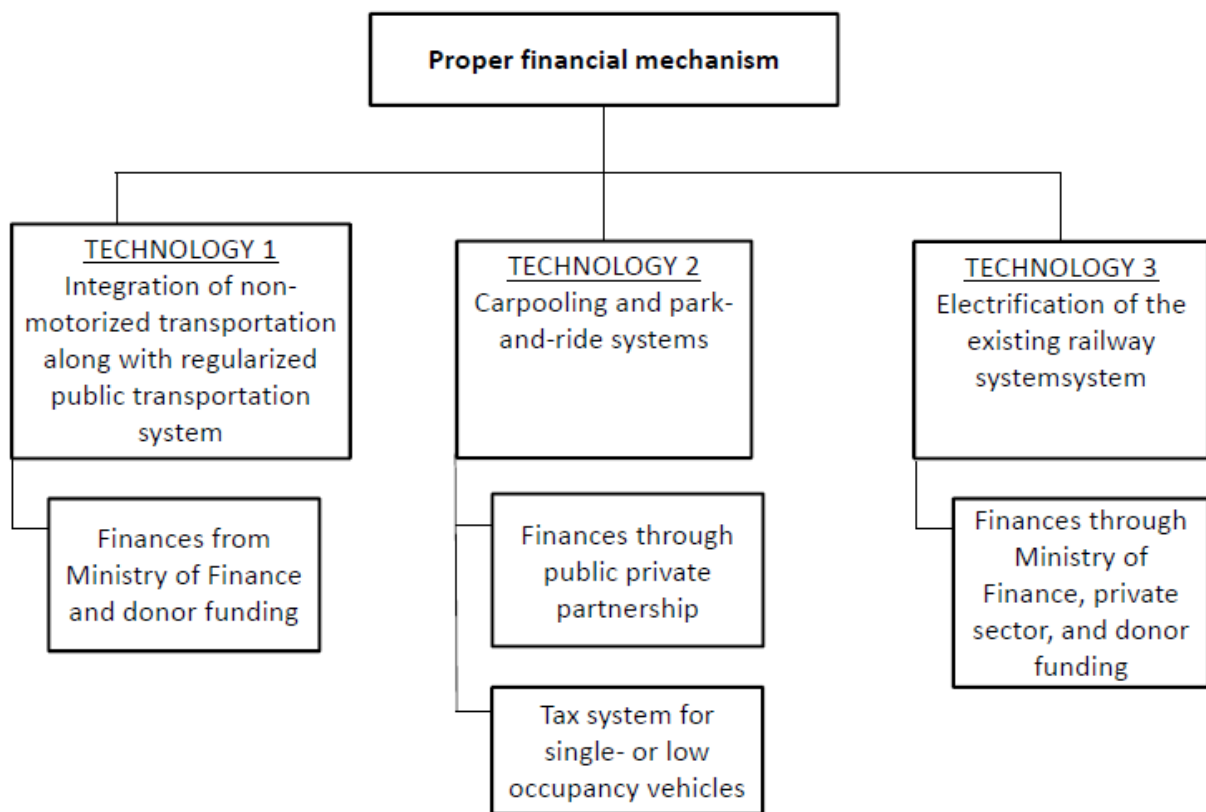 Proper financial mechanism
TECHNOLOGY 1
Integration of non-
motorized transportation
along with regularized
public transportation
system
Finances from
Ministry of Finance
and donor funding
TECHNOLOGY 2
Carpooling and park-
and-ride systems
Finances through
public private
partnership
Tax system for
single- or low
occupancy vehicles
TECHNOLOGY 3
Electrification of the
existing railway
systemsystem
Finances through
Ministry of
Finance, private
sector, and donor
funding